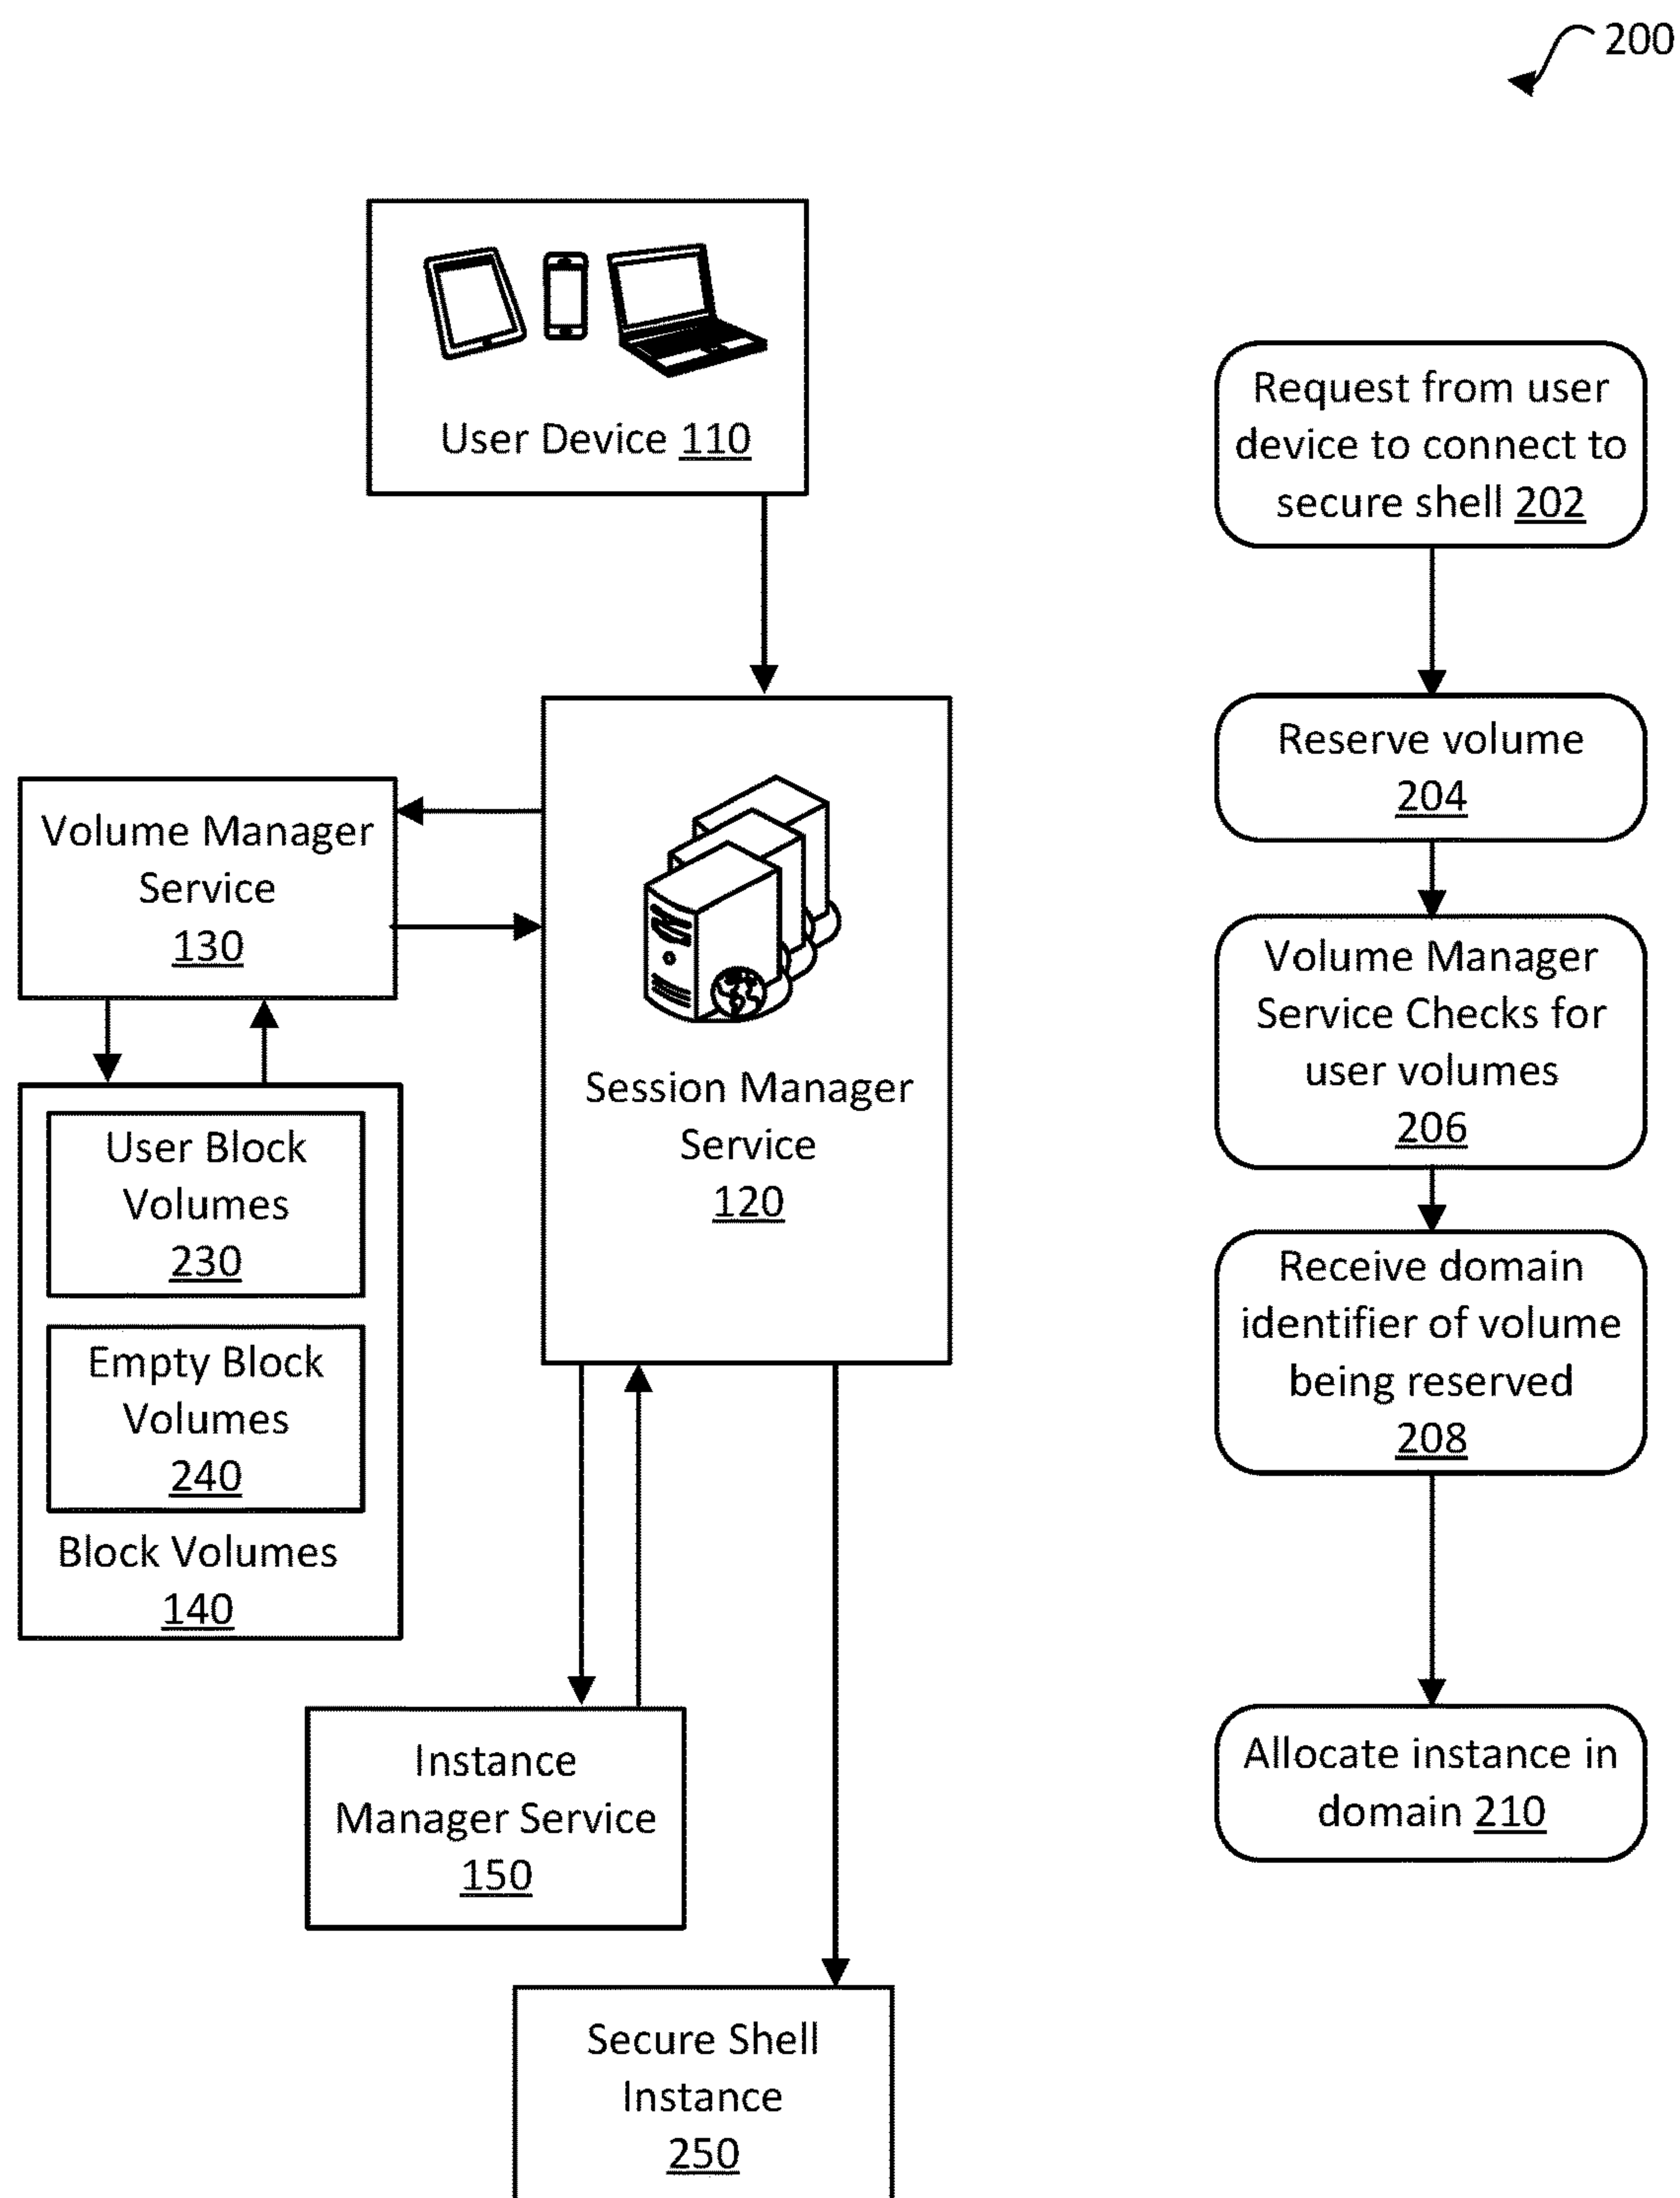 200
User Device 110
Request from user
device to connect to
secure shell 202
Reserve volume
204
Volume Manager
Service
130
Volume Manager
Service Checks for
user volumes
206
Session Manager
Service
120
User Block
Volumes
230
Empty Block
Volumes
240
Block Volumes
140
Receive domain
identifier of volume
being reserved
208
Instance
Manager Service
150
Allocate instance in
domain 210
Secure Shell
Instance
250